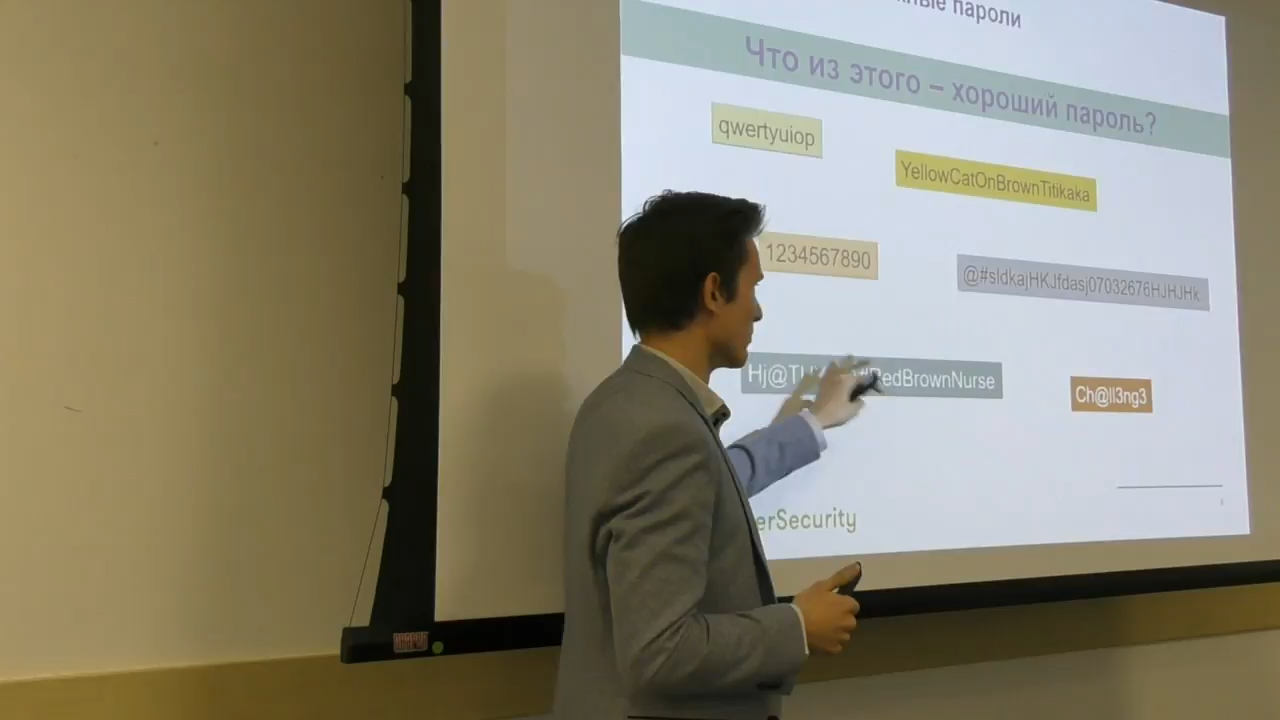 пароли
Что из этого – хороший пароль?
qwertyuiop
YellowCatOnBrownTitikaka
1234567890
@#sldkajHKJfdasj07032676HJHJHk
RedBrownNurse
Ch@ll3ng3
erSecurity